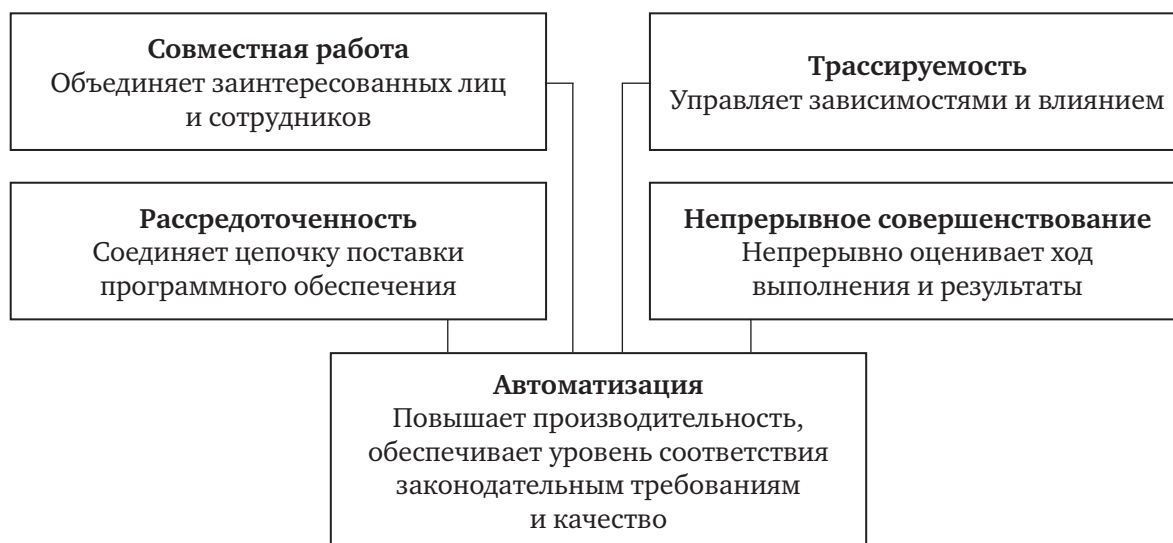 Совместная работа
Объединяет заинтересованных лиц
и сотрудников
Трассируемость
Управляет зависимостями и влиянием
Рассредоточенность
Соединяет цепочку поставки
программного обеспечения
Непрерывное совершенствование
Непрерывно оценивает ход
выполнения и результаты
Автоматизация
Повышает производительность,
обеспечивает уровень соответствия
законодательным требованиям
и качество